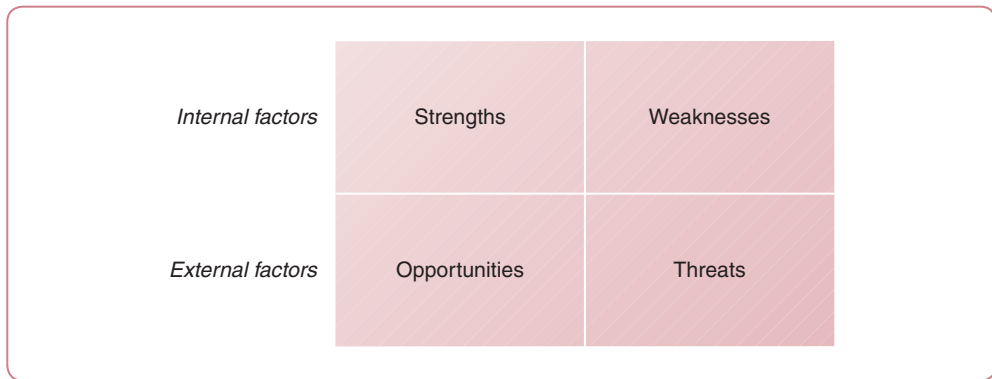 Internal factors
Strengths
Weaknesses
External factors
Opportunities
Threats